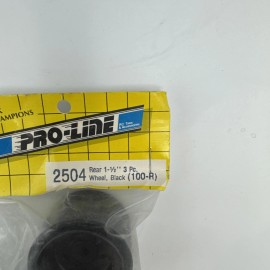 CHAMPIONS
PRO-LINE
2504 Rear 1-½" 3 Pc.
Wheel, Black (100-R)